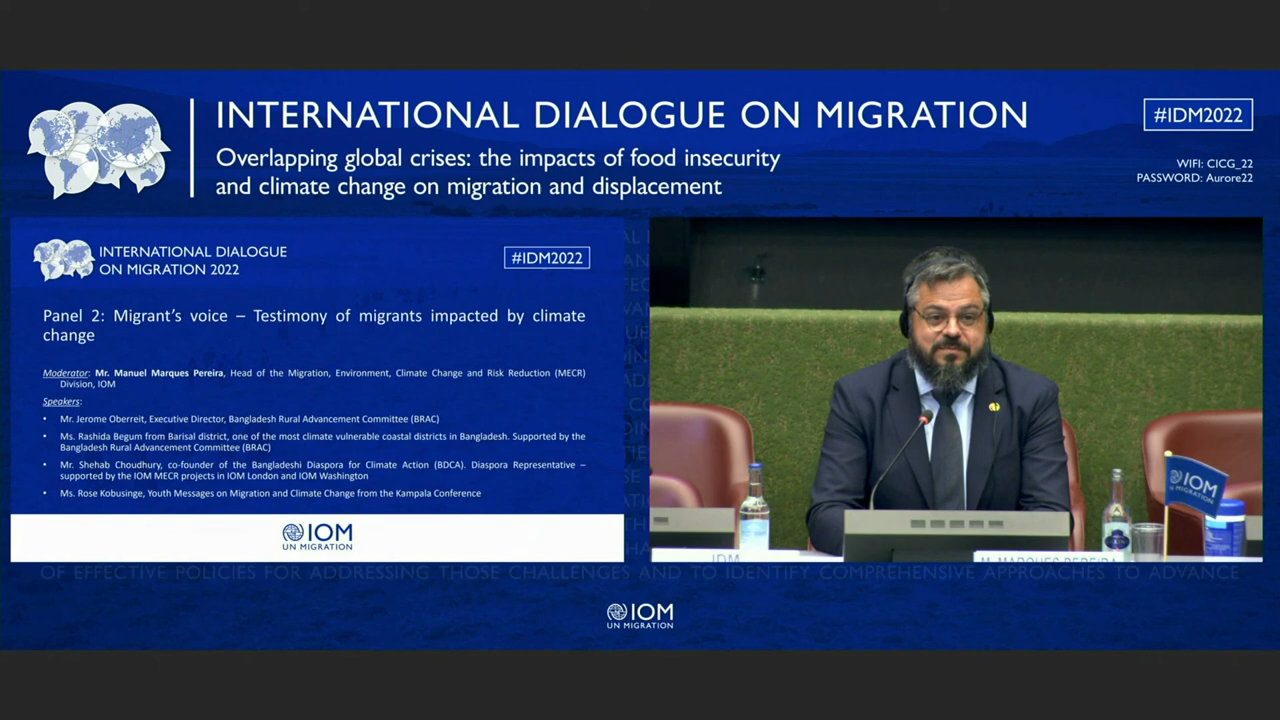 INTERNATIONAL DIALOGUE ON MIGRATION
Overlapping global crises: the impacts of food insecurity
and climate change on migration and displacement
#IDM2022
WIFI: CICG_22
PASSWORD: Aurore22
INTERNATIONAL DIALOGUE
ON MIGRATION 2022
#IDM2022
Panel 2: Migrant's voice – Testimony of migrants impacted by climate
change
Moderator: Mr. Manuel Marques Pereira, Head of the Migration, Environment, Climate Change and Risk Reduction (MECR)
Division, IOM
Speakers:
• Mr. Jerome Oberreit, Executive Director, Bangladesh Rural Advancement Committee (BRAC)
• Ms. Rashida Begum from Barisal district, one of the most climate vulnerable coastal districts in Bangladesh. Supported by the
Bangladesh Rural Advancement Committee (BRAC)
• Mr. Shehab Choudhury, co-founder of the Bangladeshi Diaspora for Climate Action (BDCA). Diaspora Representative –
supported by the IOM MECR projects in IOM London and IOM Washington
• Ms. Rose Kobusinge, Youth Messages on Migration and Climate Change from the Kampala Conference
IOM
UN MIGRATION
IOM
UN MIGRATION
IDM
M. MARQUES PEREIRA
OF EFFECTIVE POLICIES FOR ADDRESSING THOSE CHALLENGES AND TO IDENTIFY COMPREHENSIVE APPROACHES TO ADVANCE
IOM
UN MIGRATION